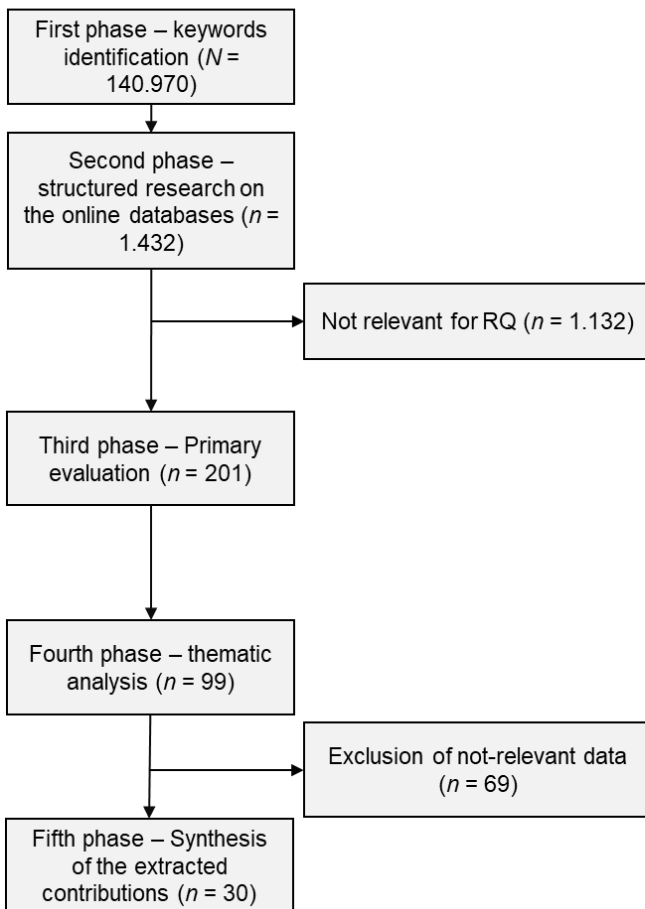 First phase – keywords
identification (N =
140.970)
Second phase –
structured research on
the online databases (n =
1.432)
Not relevant for RQ (n = 1.132)
Third phase – Primary
evaluation (n = 201)
Fourth phase – thematic
analysis (n = 99)
Exclusion of not-relevant data
(n = 69)
Fifth phase – Synthesis
of the extracted
contributions (n = 30)